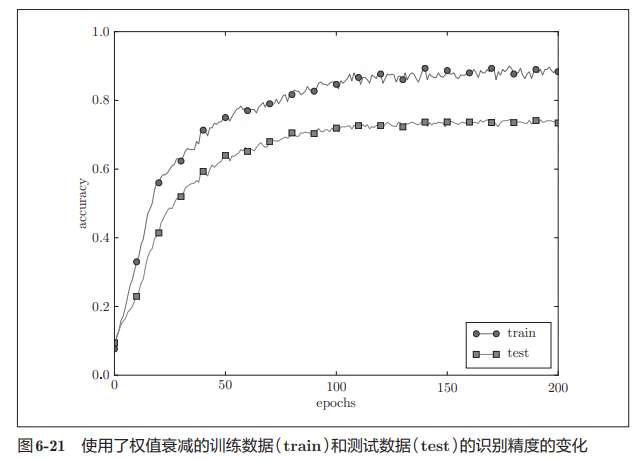 1.0
0.8
0.6
0.4
0.2
0.0
accuracy
0
50
100
150
200
epochs
train
test
图6-21 使用了权值衰减的训练数据(train)和测试数据(test)的识别精度的变化